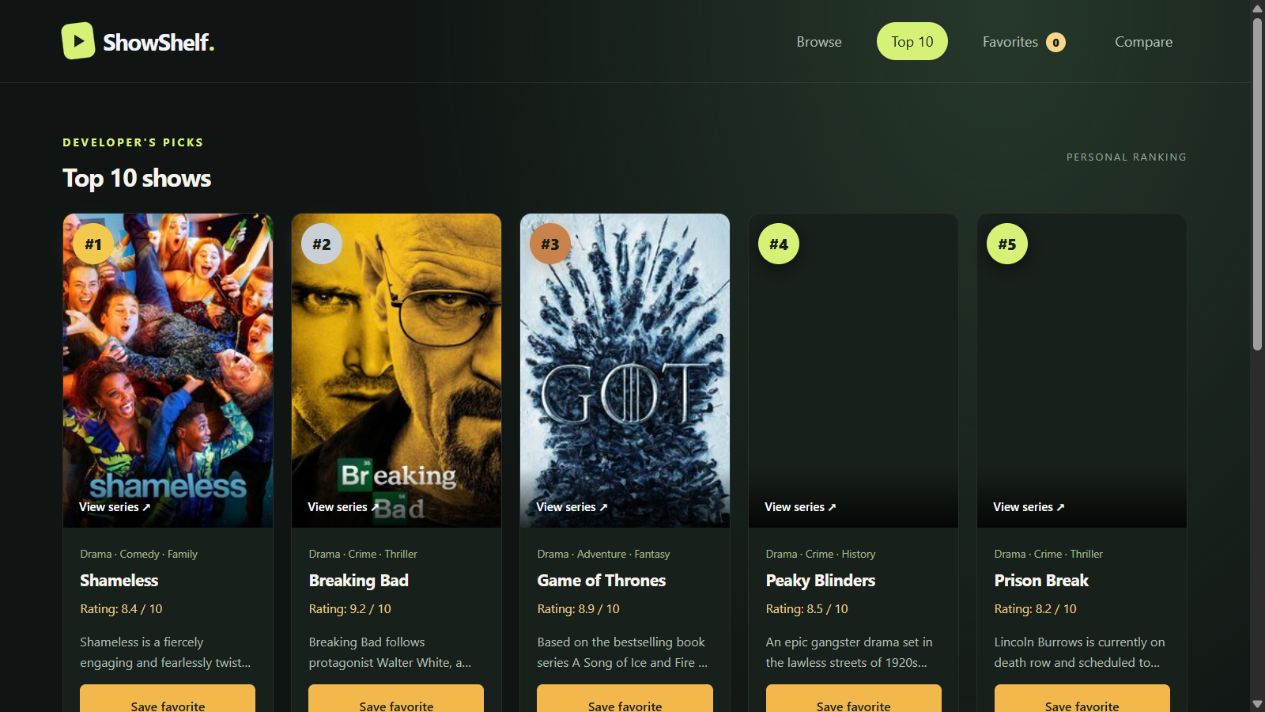 ShowShelf.
Browse
Top 10
Favorites 0
Compare
DEVELOPER'S PICKS
Top 10 shows
PERSONAL RANKING
#1
shameless
View series ↗
Drama · Comedy · Family
Shameless
Rating: 8.4 / 10
Shameless is a fiercely
engaging and fearlessly twist...
Save favorite
#2
Breaking
Bad
View series ↗
Drama · Crime · Thriller
Breaking Bad
Rating: 9.2 / 10
Breaking Bad follows
protagonist Walter White, a...
Save favorite
#3
GOT
View series ↗
Drama · Adventure · Fantasy
Game of Thrones
Rating: 8.9 / 10
Based on the bestselling book
series A Song of Ice and Fire ...
Save favorite
#4
View series ↗
Drama · Crime · History
Peaky Blinders
Rating: 8.5 / 10
An epic gangster drama set in
the lawless streets of 1920s...
Save favorite
#5
View series ↗
Drama · Crime · Thriller
Prison Break
Rating: 8.2 / 10
Lincoln Burrows is currently on
death row and scheduled to...
Save favorite